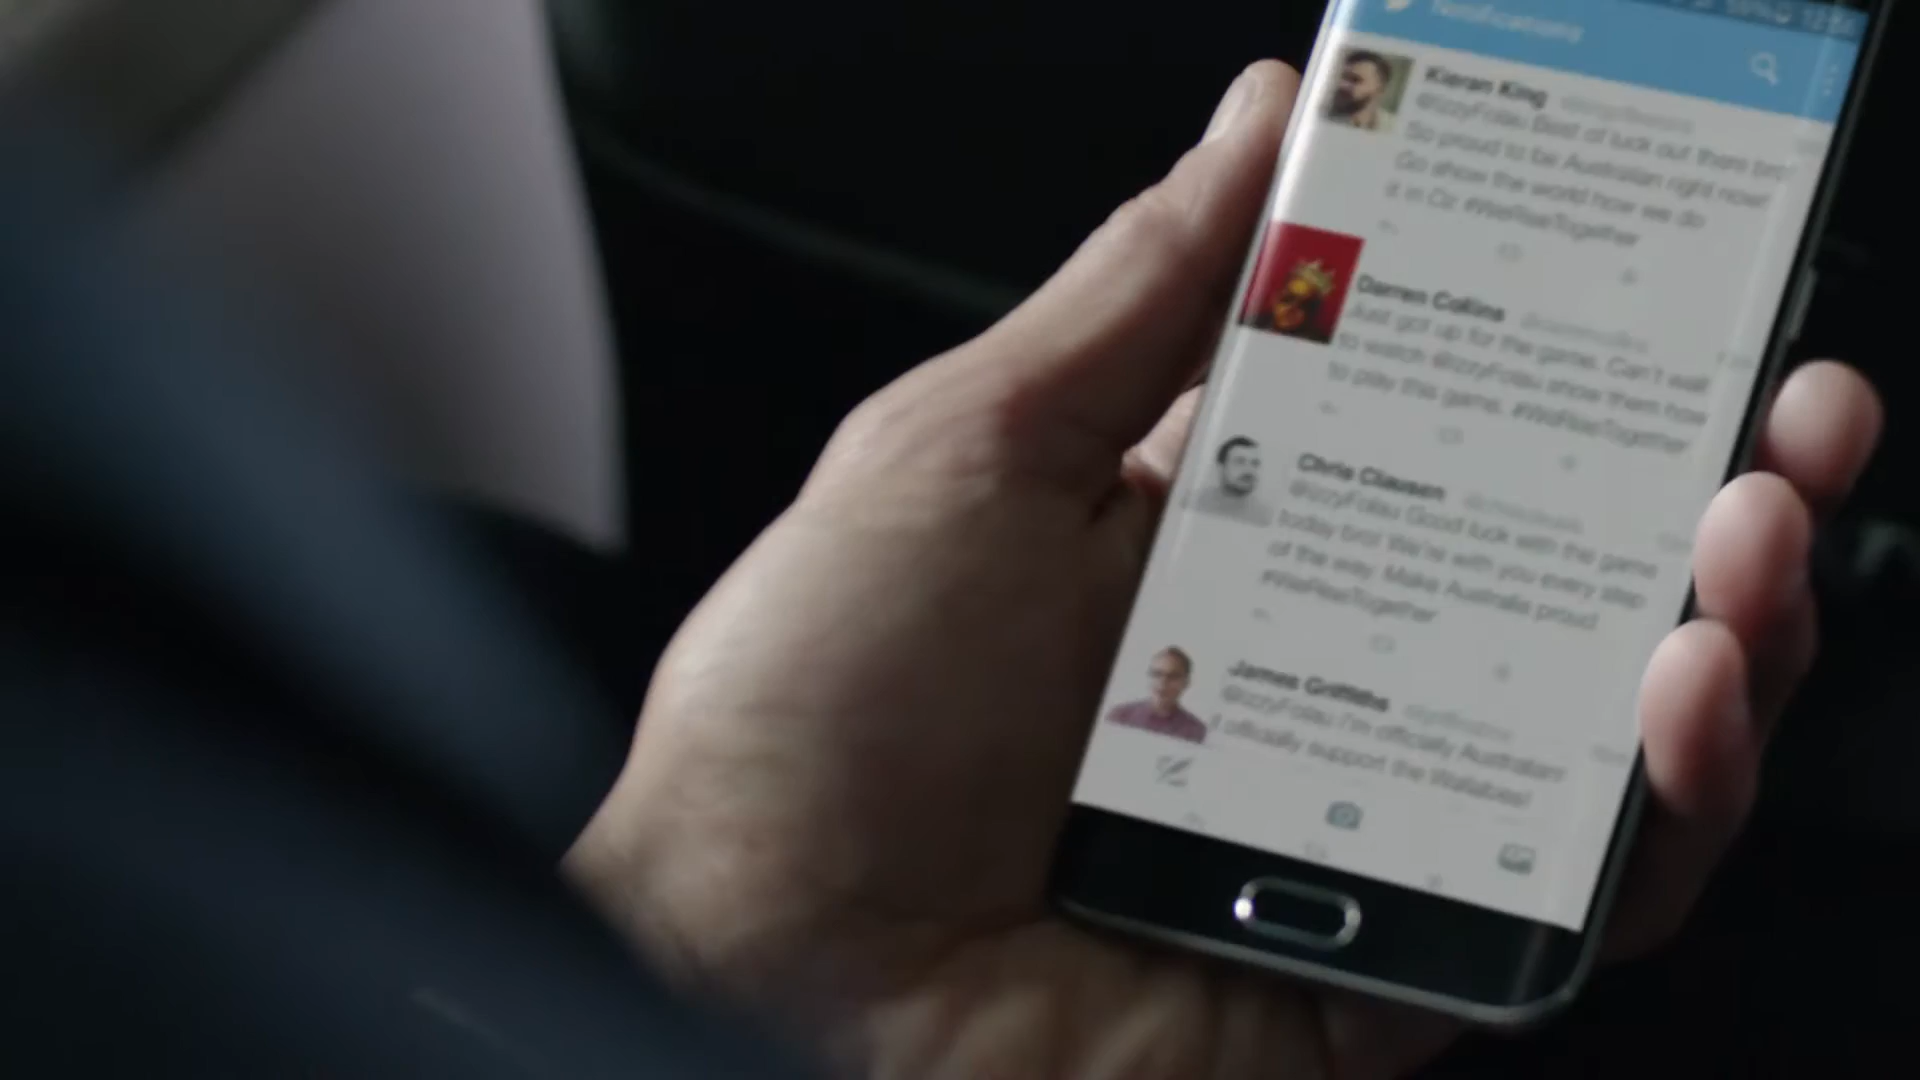 Notifications
Kieran King
@IzzyFolau Best of luck out there bro!
So proud to be Australian right now!
Go show the world how we do
it in Oz #WeRiseTogether
Darren Collins
Just got up for the game. Can't wait
to watch @IzzyFolau show them how
to play this game. #WeRiseTogether
Chris Clausen
@IzzyFolau Good luck with the game
today bro! We're with you every step
of the way. Make Australia proud
#WeRiseTogether
James Griffiths
@IzzyFolau I'm officially Australian!
I officially support the Wallabies!